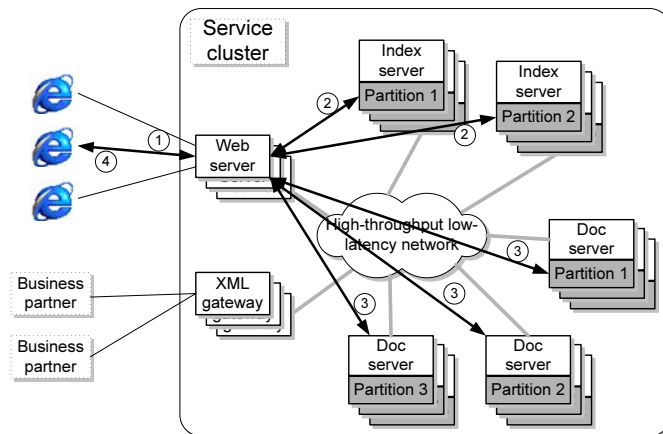 Service
cluster
Index
server
Partition 1
Index
server
Partition 2
2
2
1
4
Web
server
High-throughput low-
latency network
3
Doc
server
Partition 1
Business
partner
XML
gateway
3
3
Business
partner
Doc
server
Partition 3
Doc
server
Partition 2